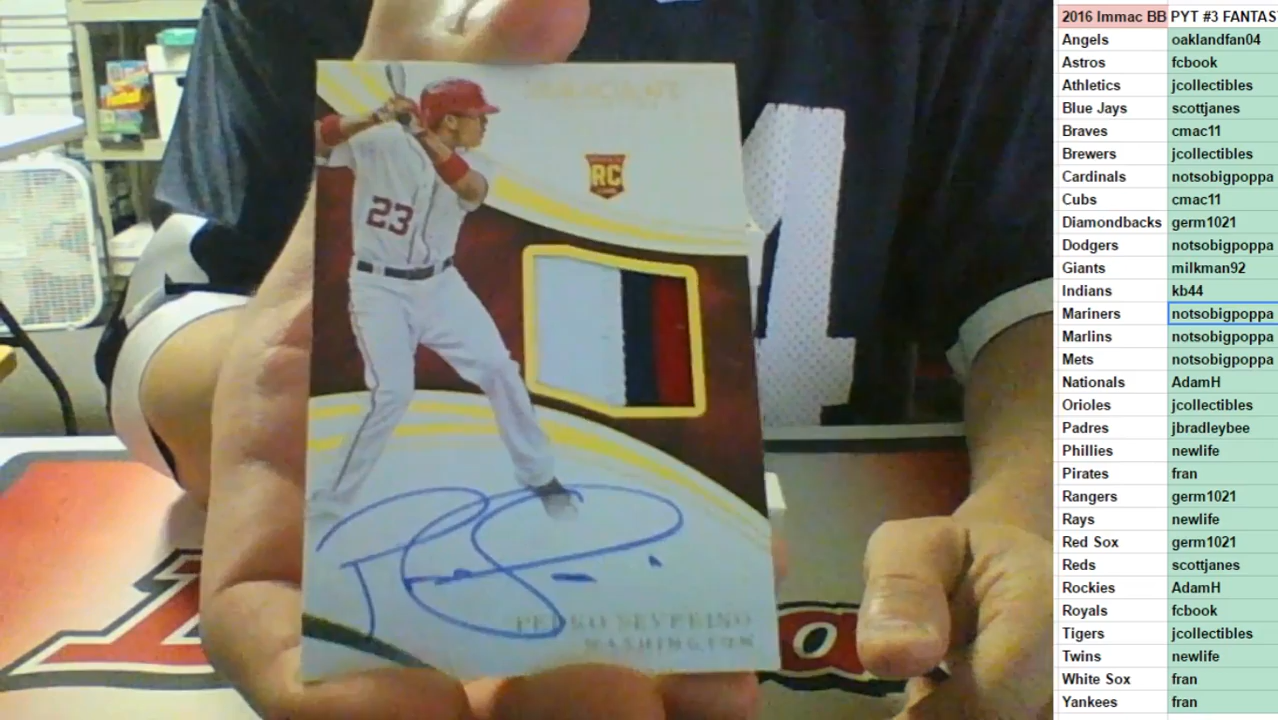 IMMACULATE
RC
23
1
PEDRO SEVERINO
WASHINGTON
2016 Immac BB PYT #3 FANTAS
Angels oaklandfan04
Astros fcbook
Athletics jcollectibles
Blue Jays scottjanes
Braves cmac11
Brewers jcollectibles
Cardinals notsobigpoppa
Cubs cmac11
Diamondbacks germ1021
Dodgers notsobigpoppa
Giants milkman92
Indians kb44
Mariners notsobigpoppa
Marlins notsobigpoppa
Mets notsobigpoppa
Nationals AdamH
Orioles jcollectibles
Padres jbradleybee
Phillies newlife
Pirates fran
Rangers germ1021
Rays newlife
Red Sox germ1021
Reds scottjanes
Rockies AdamH
Royals fcbook
Tigers jcollectibles
Twins newlife
White Sox fran
Yankees fran